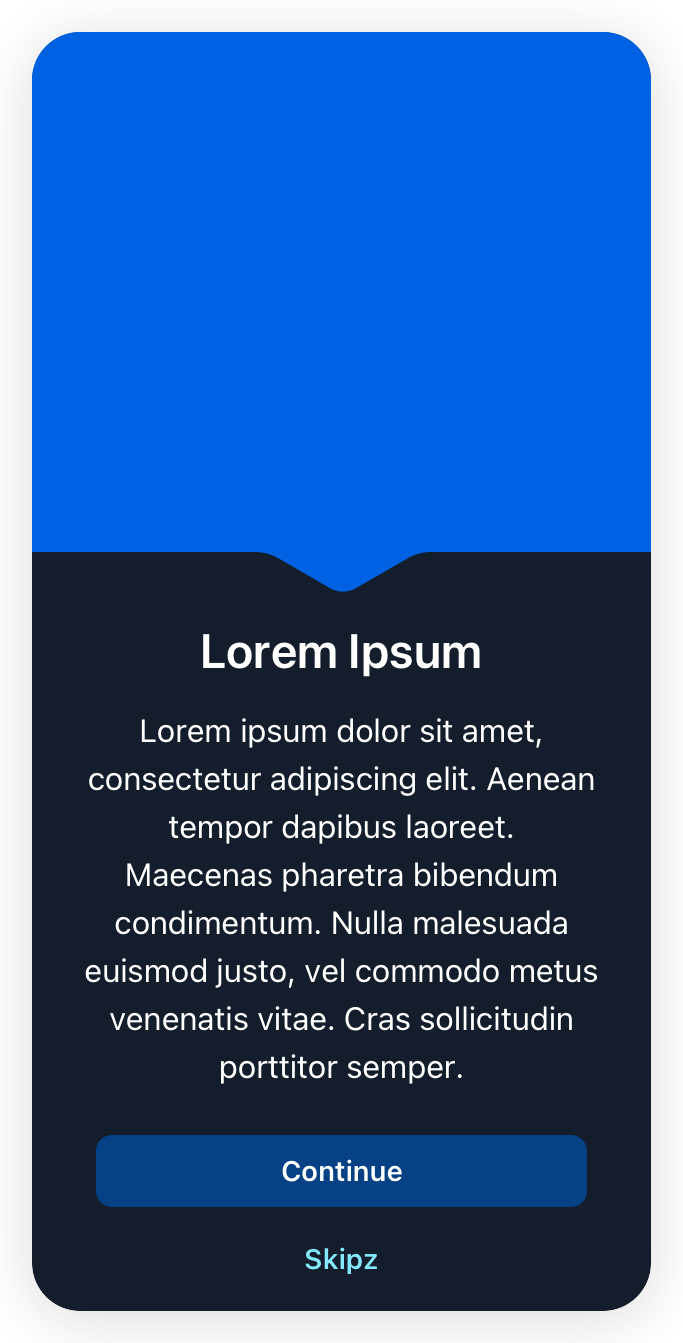 Lorem Ipsum
Lorem ipsum dolor sit amet,
consectetur adipiscing elit. Aenean
tempor dapibus laoreet.
Maecenas pharetra bibendum
condimentum. Nulla malesuada
euismod justo, vel commodo metus
venenatis vitae. Cras sollicitudin
porttitor semper.
Continue
Skipz